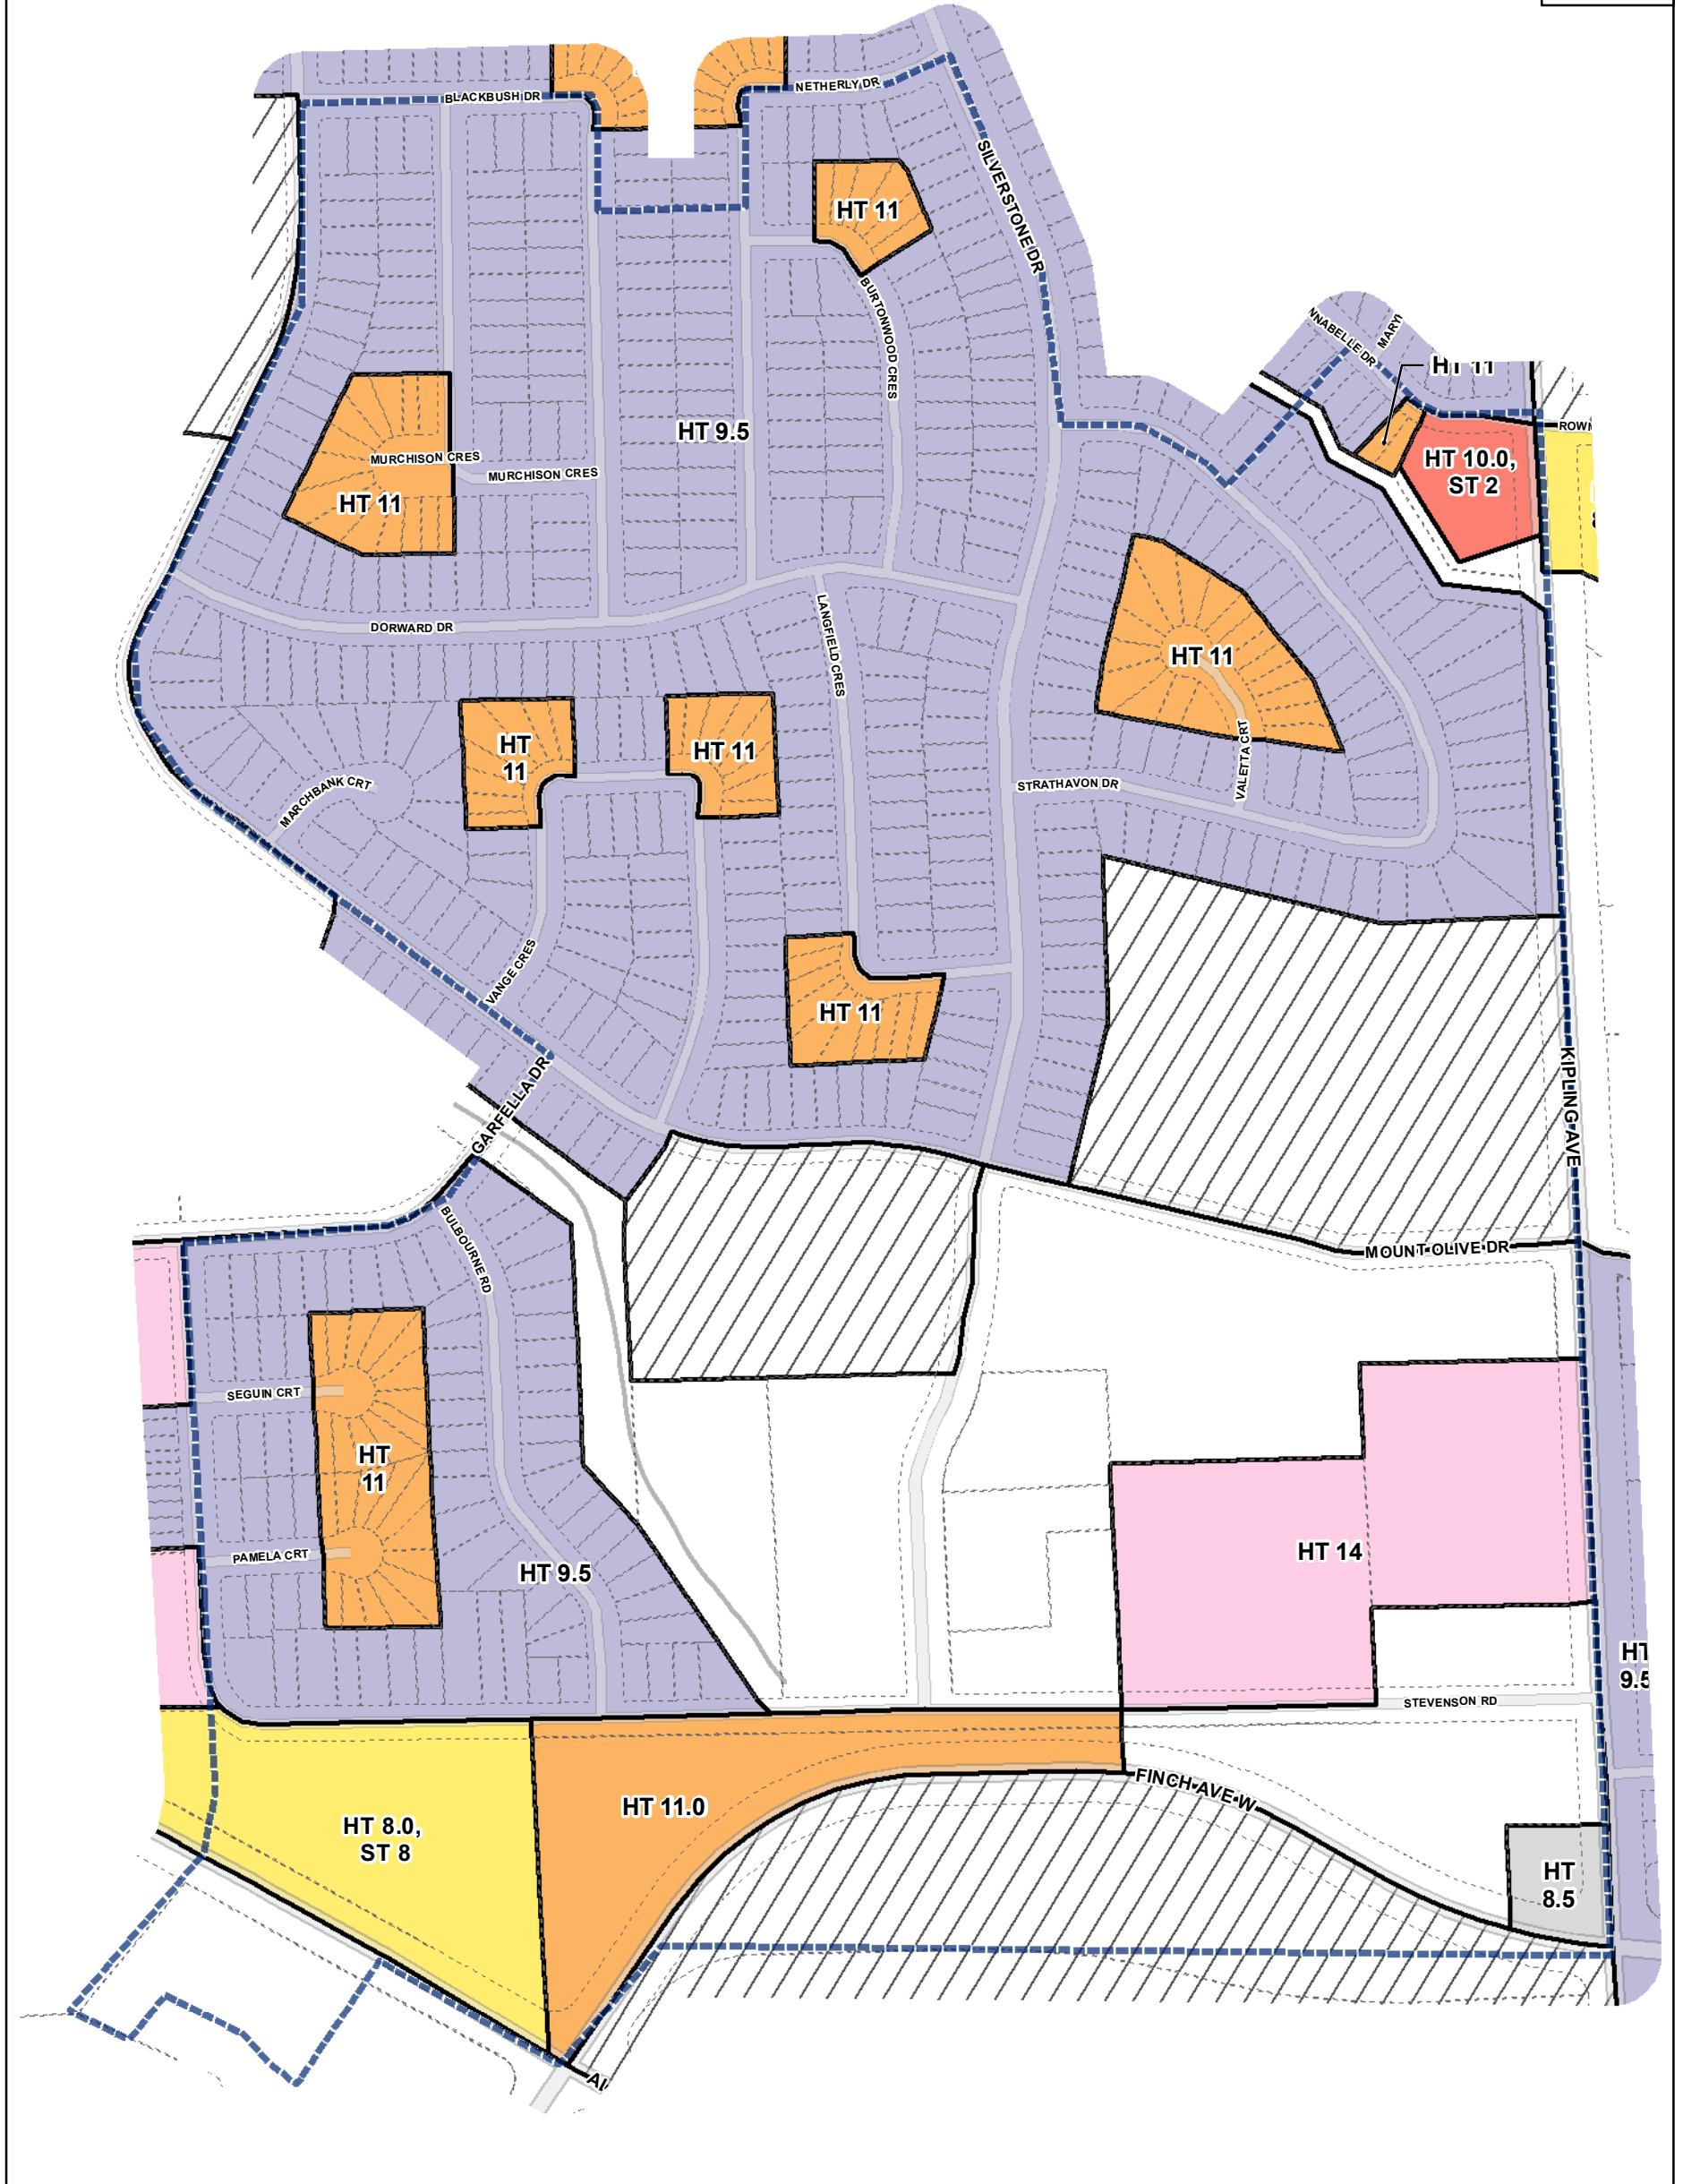 BLACKBUSH DR
NETHERLY DR
SILVERSTONE DR
HT 11
BURTONWOOD CRES
NNABELLE DR
MARY
HT 11
ROWN
HT 10.0,
ST 2
HT 9.5
MURCHISON CRES
MURCHISON CRES
HT 11
DORWARD DR
LANGFIELD CRES
HT 11
HT
11
HT 11
VALETTA CRT
STRATHAVON DR
MARCHBANK CRT
VANGE CRES
HT 11
GARFELLA DR
KIPLING AVE
BULBOURNE RD
MOUNT OLIVE DR
SEGUIN CRT
HT
11
PAMELA CRT
HT 9.5
HT 14
HT
9.5
STEVENSON RD
FINCH AVE W
HT 11.0
HT 8.0,
ST 8
HT
8.5